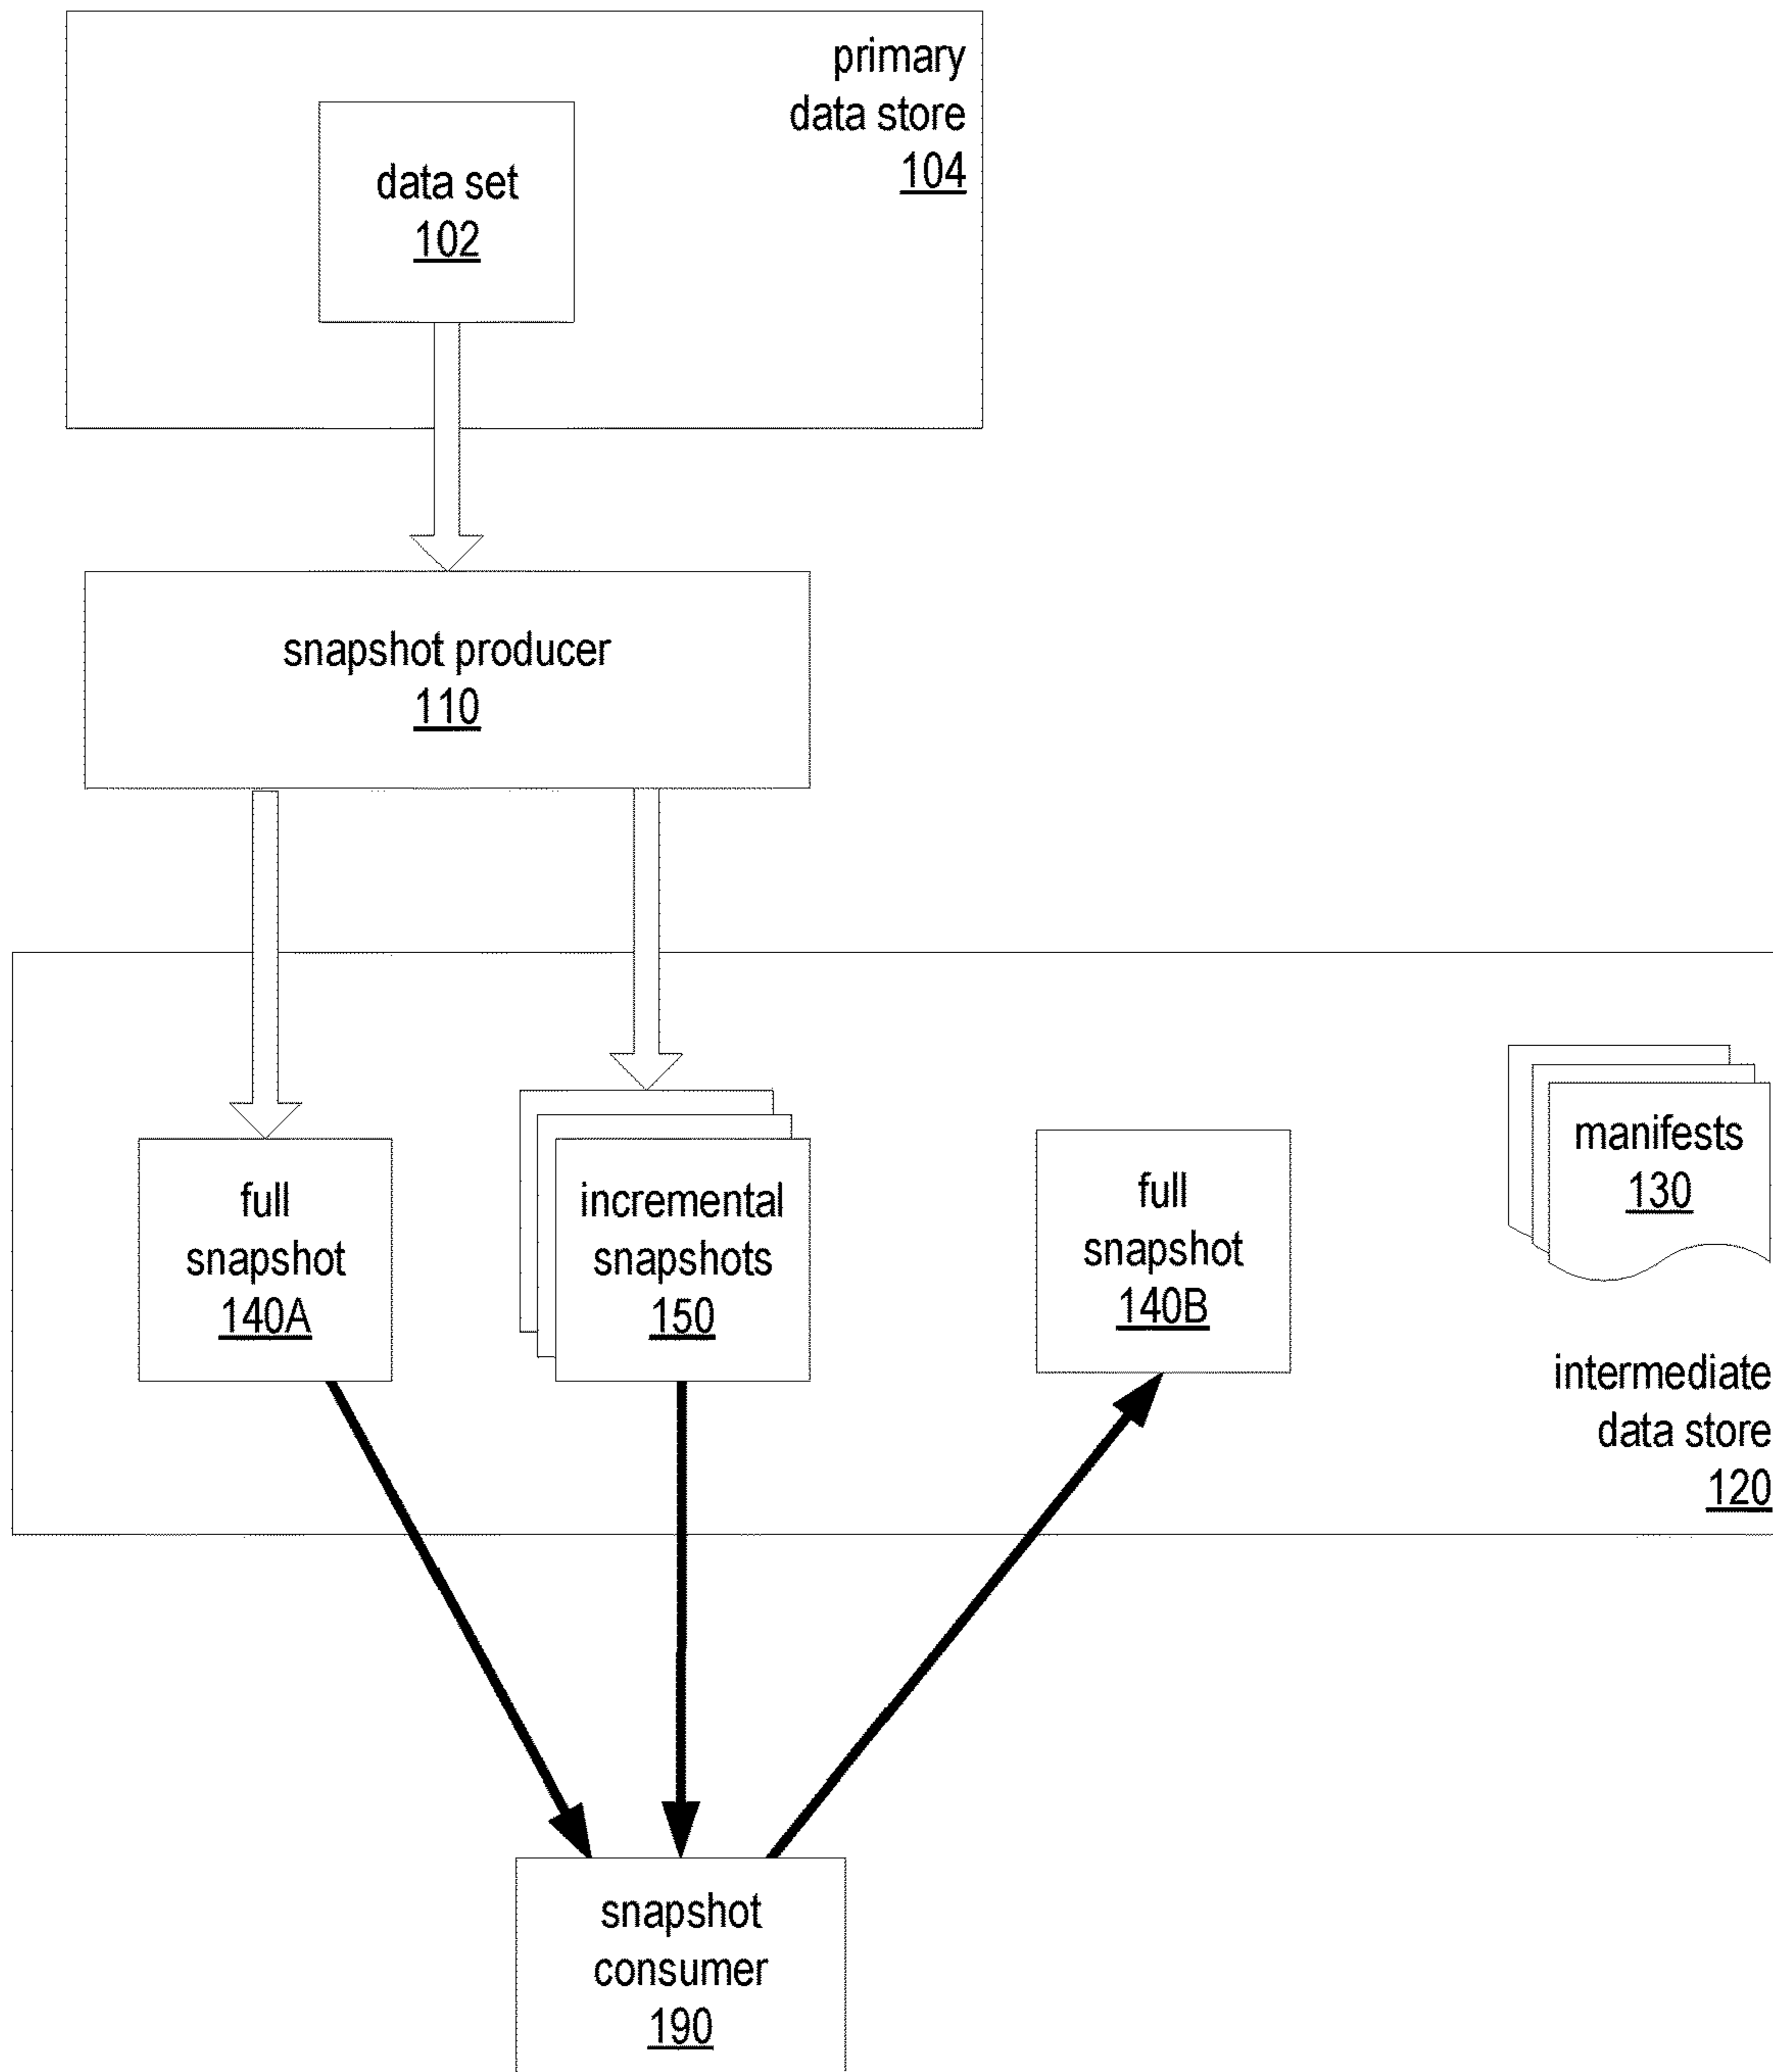 primary
data store
104
data set
102
snapshot producer
110
full
snapshot
140A
incremental
snapshots
150
full
snapshot
140B
manifests
130
intermediate
data store
120
snapshot
consumer
190